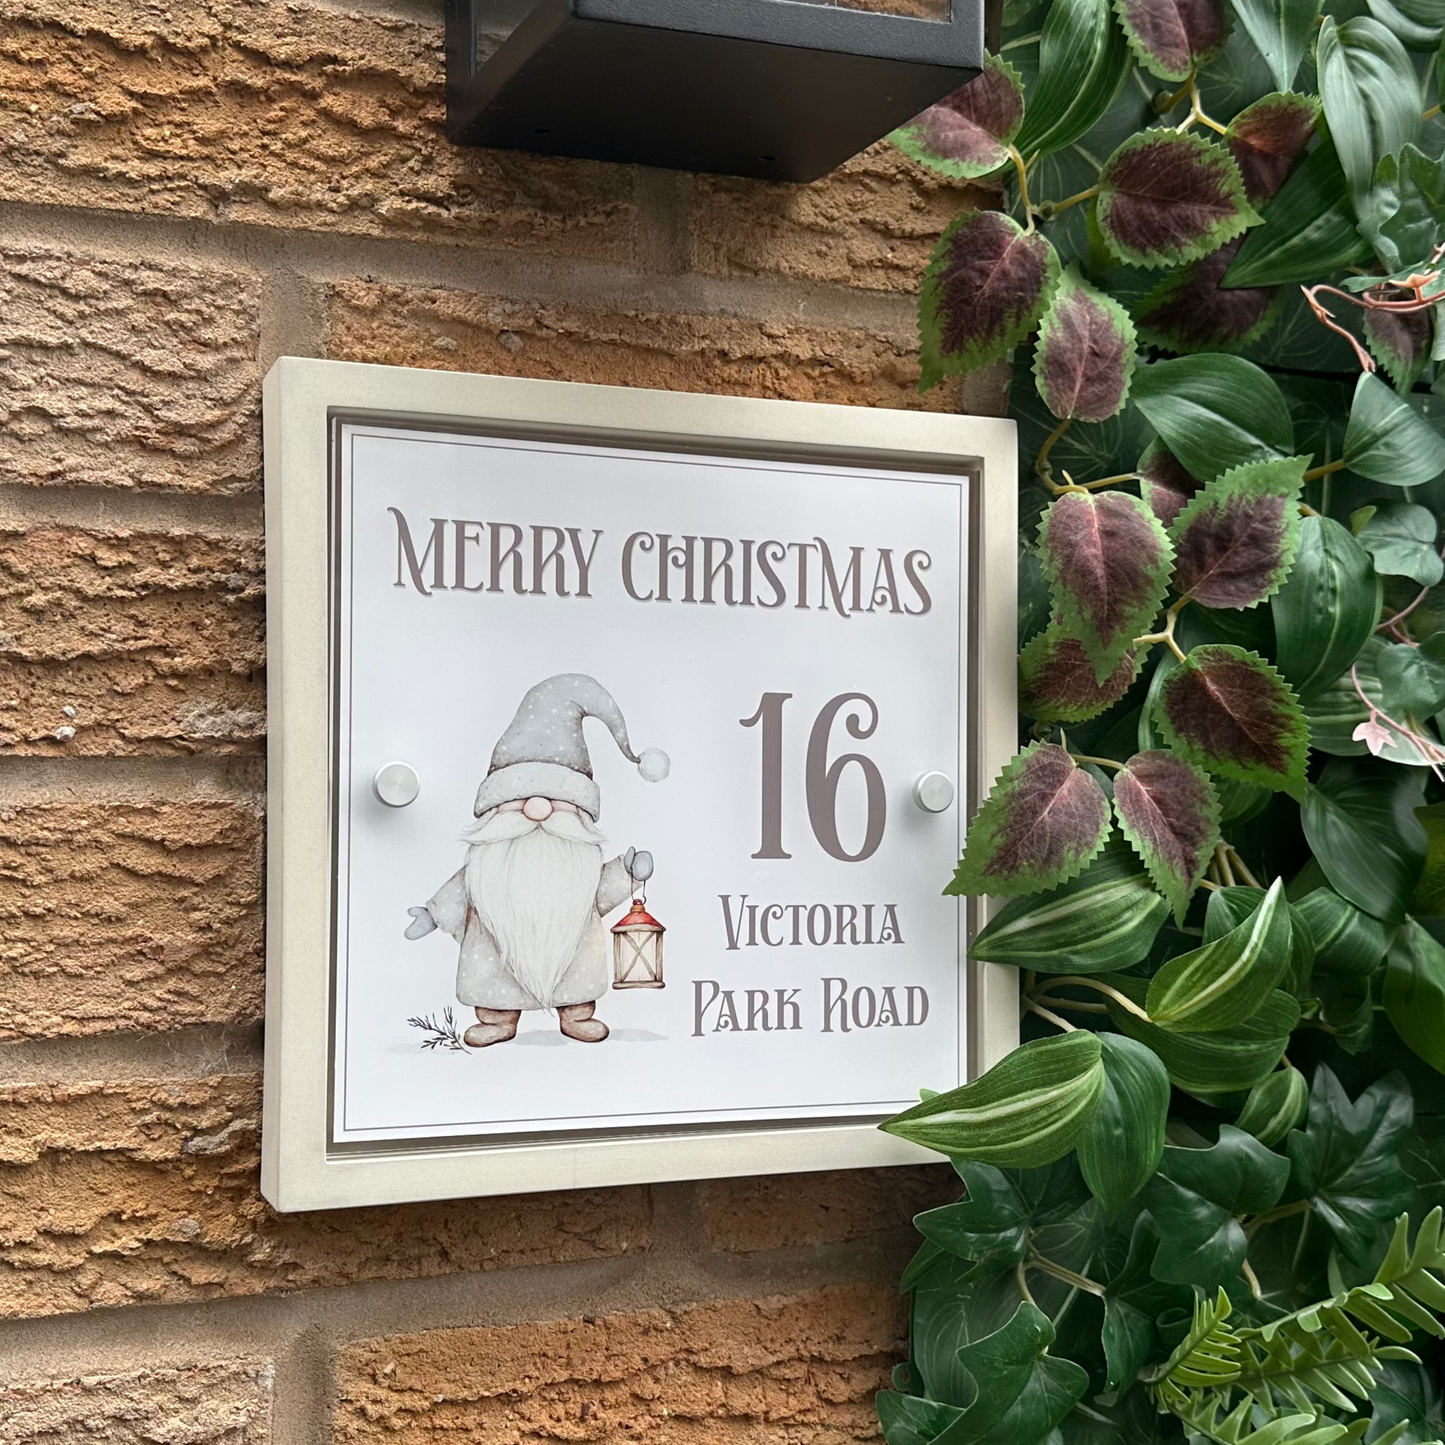 MERRY CHRISTMAS
16
VICTORIA
PARK ROAD